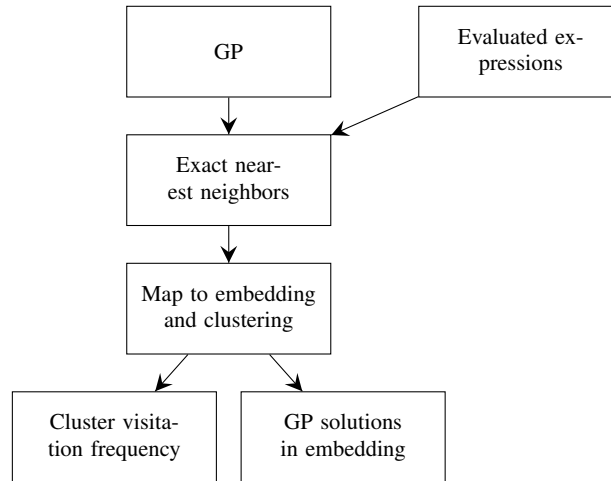 GP
Evaluated ex-
pressions
Exact near-
est neighbors
Map to embedding
and clustering
Cluster visita-
tion frequency
GP solutions
in embedding